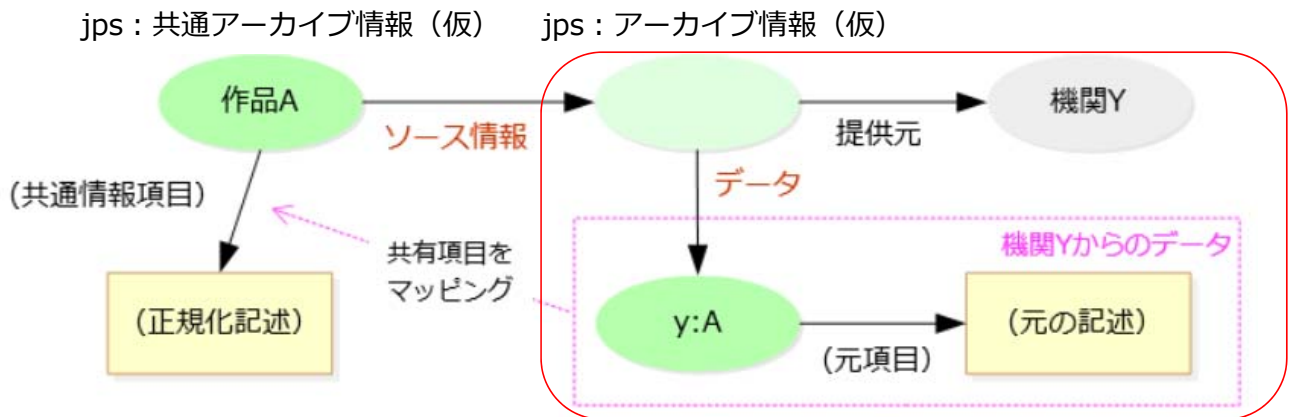 jps：共通アーカイブ情報（仮）
jps：アーカイブ情報（仮）
作品A
ソース情報
提供元
機関Y
(共通情報項目)
データ
共有項目を
マッピング
機関Yからのデータ
(正規化記述)
y:A
(元項目)
(元の記述)